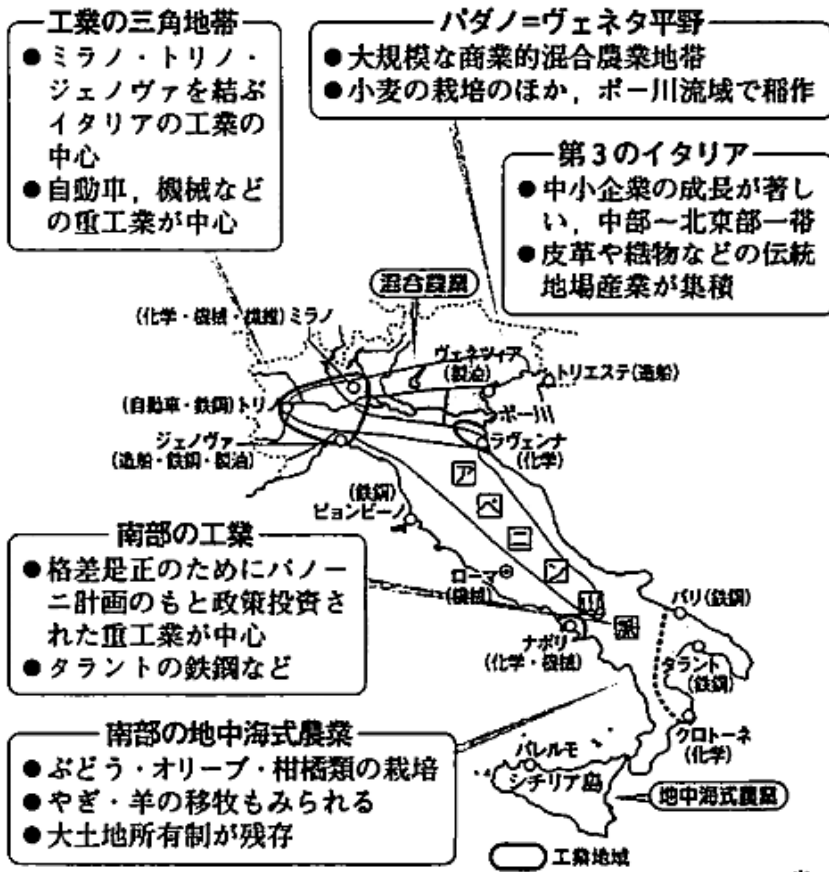 工業の三角地帯
●ミラノ・トリノ・
ジェノヴァを結ぶ
イタリアの工業の
中心
●自動車，機械など
の重工業が中心
パダノ=ヴェネタ平野
●大規模な商業的混合農業地帯
●小麦の栽培のほか，ポー川流域で稲作
第3のイタリア
●中小企業の成長が著し
い，中部〜北東部一帯
●皮革や織物などの伝統
地場産業が集積
混合農業
(化学・機械・繊維)ミラノ
ヴェネツィア
(製油)
トリエステ(造船)
(自動車・鉄鋼)トリノ
ポー川
ジェノヴァ
(造船・鉄鋼・製油)
ラヴェンナ
(化学)
(鉄鋼)
ピョンビーノ
アペニン山脈
ローマ
(機械)
南部の工業
●格差是正のためにバノー
ニ計画のもと政策投資さ
れた重工業が中心
●タラントの鉄鋼など
バリ(鉄鋼)
ナポリ
(化学・機械)
タラント
(鉄鋼)
クロトーネ
(化学)
南部の地中海式農業
●ぶどう・オリーブ・柑橘類の栽培
●やぎ・羊の移牧もみられる
●大土地所有制が残存
パレルモ
シチリア島
地中海式農業
工業地域